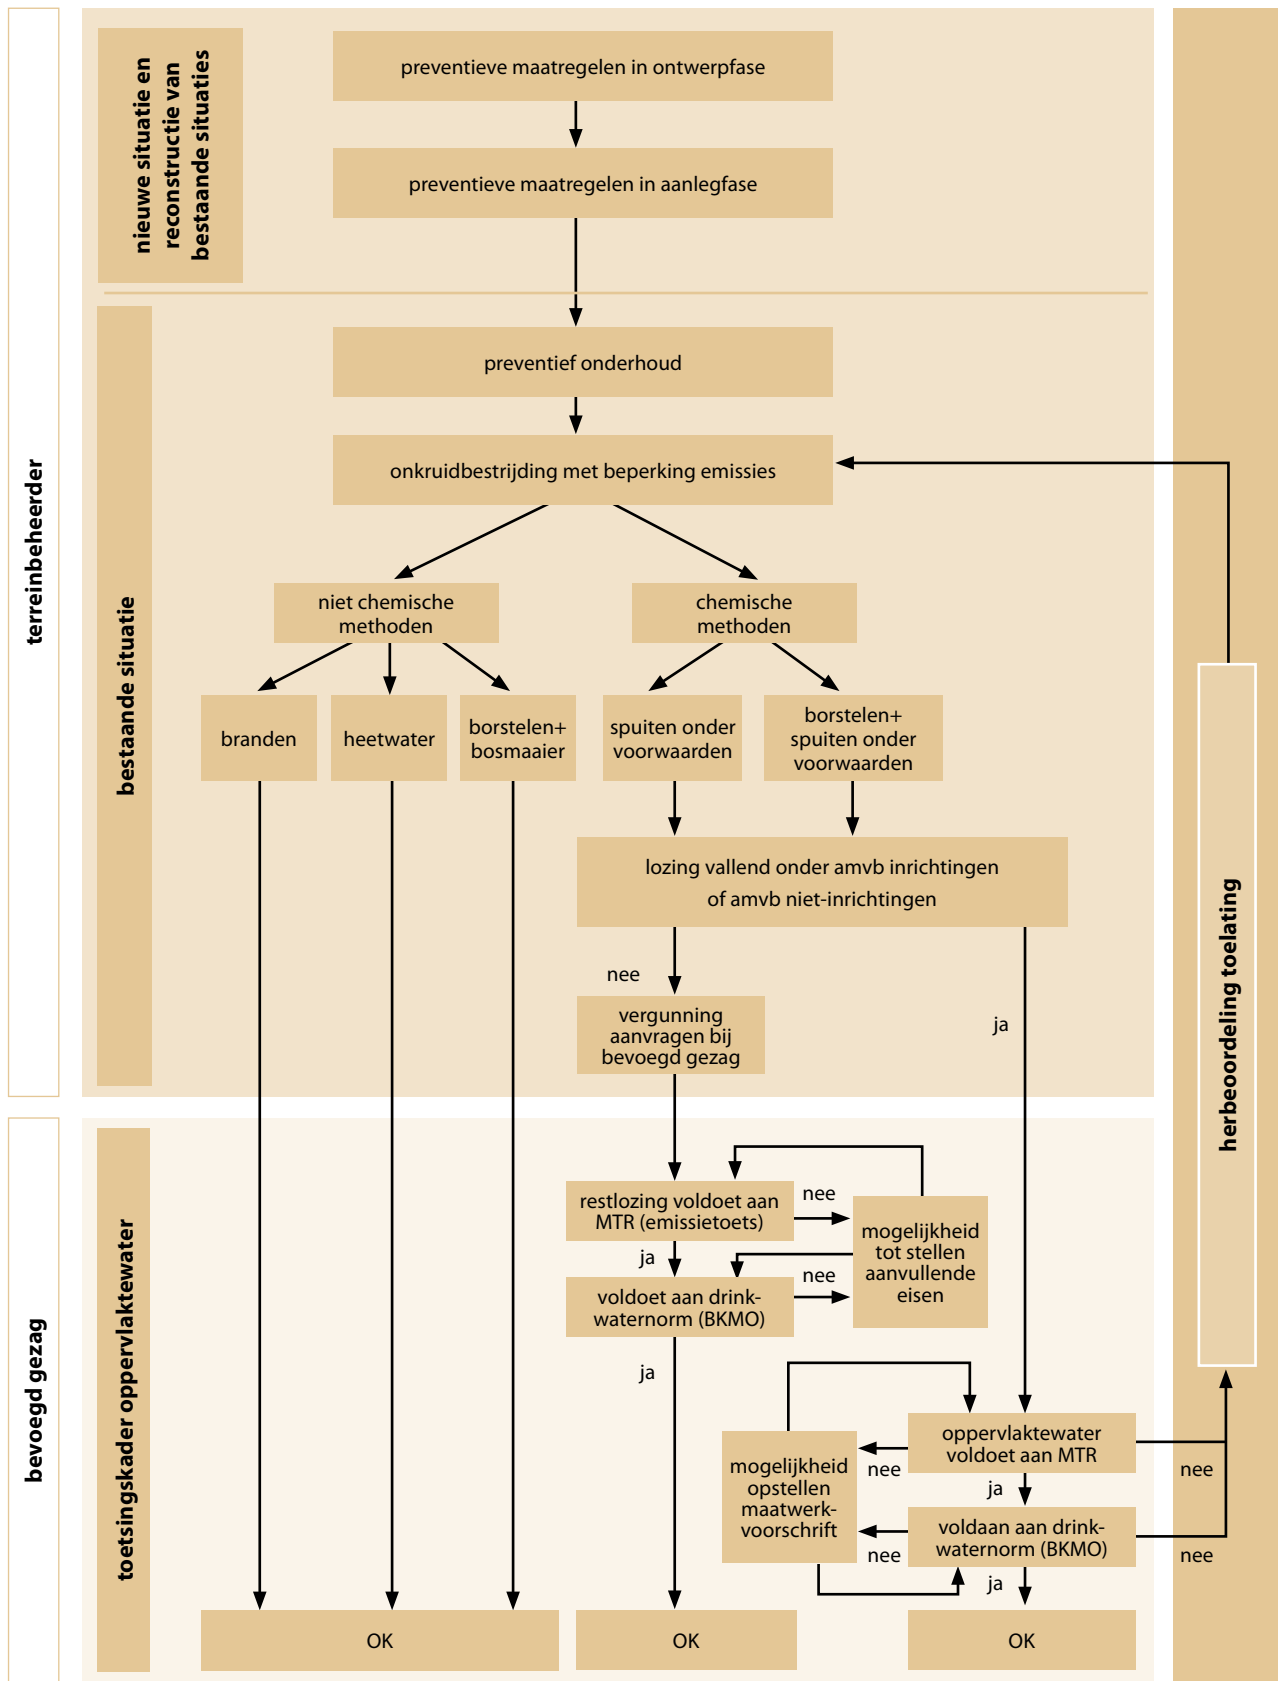 terreinbeheerder
nieuwe situatie en
reconstructie van
bestaande situaties
preventieve maatregelen in ontwerpfase
preventieve maatregelen in aanlegfase
bestaande situatie
preventief onderhoud
onkruidbestrijding met beperking emissies
niet chemische
methoden
chemische
methoden
branden
heetwater
borstelen+
bosmaaier
spuiten onder
voorwaarden
borstelen+
spuiten onder
voorwaarden
lozing vallend onder amvb inrichtingen
of amvb niet-inrichtingen
nee
ja
vergunning
aanvragen bij
bevoegd gezag
herbeoordeling toelating
bevoegd gezag
toetsingskader oppervlaktewater
restlozing voldoet aan
MTR (emissietoets)
nee
ja
mogelijkheid
tot stellen
aanvullende
eisen
voldoet aan drink-
waternorm (BKMO)
nee
ja
oppervlaktewater
voldoet aan MTR
nee
nee
ja
mogelijkheid
opstellen
maatwerk-
voorschrift
voldaan aan drink-
waternorm (BKMO)
nee
nee
ja
OK
OK
OK